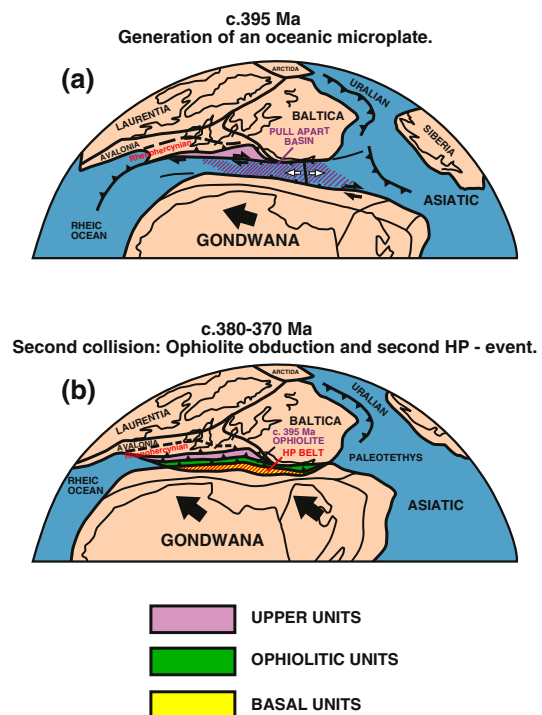 c.395 Ma
Generation of an oceanic microplate.
(a)
ARCTIDA
URALIAN
LAURENTIA
BALTICA
SIBERIA
PULL APART
BASIN
AVALONIA
Rhenohercynian
ASIATIC
RHEIC
OCEAN
GONDWANA
c.380-370 Ma
Second collision: Ophiolite obduction and second HP - event.
(b)
ARCTIDA
URALIAN
LAURENTIA
BALTICA
c. 395 Ma
OPHIOLITE
AVALONIA
Rhenohercynian
HP BELT
PALEOTETHYS
RHEIC
OCEAN
ASIATIC
GONDWANA
UPPER UNITS
OPHIOLITIC UNITS
BASAL UNITS